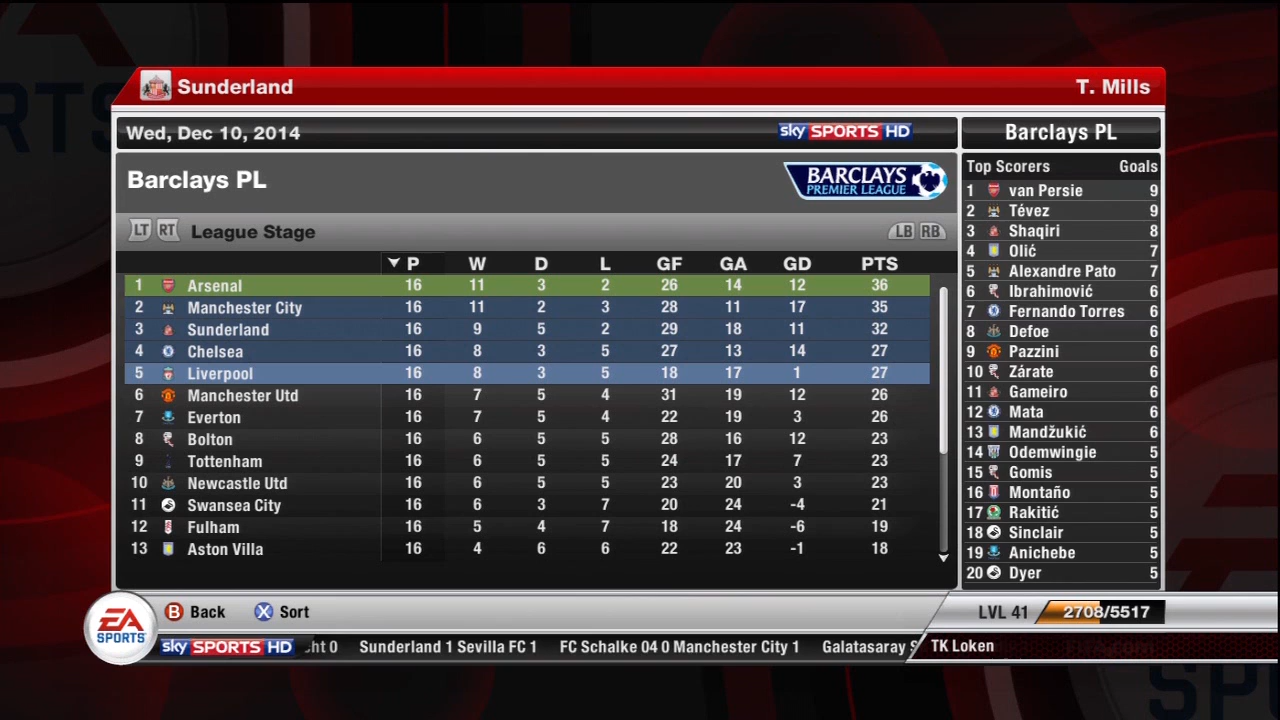 Sunderland T. Mills
Wed, Dec 10, 2014 sky SPORTS HD
Barclays PL
BARCLAYS
PREMIER LEAGUE
LT RT League Stage LB RB
P W D L GF GA GD PTS
1 Arsenal 16 11 3 2 26 14 12 36
2 Manchester City 16 11 2 3 28 11 17 35
3 Sunderland 16 9 5 2 29 18 11 32
4 Chelsea 16 8 3 5 27 13 14 27
5 Liverpool 16 8 3 5 18 17 1 27
6 Manchester Utd 16 7 5 4 31 19 12 26
7 Everton 16 7 5 4 22 19 3 26
8 Bolton 16 6 5 5 28 16 12 23
9 Tottenham 16 6 5 5 24 17 7 23
10 Newcastle Utd 16 6 5 5 23 20 3 23
11 Swansea City 16 6 3 7 20 24 -4 21
12 Fulham 16 5 4 7 18 24 -6 19
13 Aston Villa 16 4 6 6 22 23 -1 18
Barclays PL
Top Scorers Goals
1 van Persie 9
2 Tévez 9
3 Shaqiri 8
4 Olić 7
5 Alexandre Pato 7
6 Ibrahimović 6
7 Fernando Torres 6
8 Defoe 6
9 Pazzini 6
10 Zárate 6
11 Gameiro 6
12 Mata 6
13 Mandžukić 6
14 Odemwingie 5
15 Gomis 5
16 Montaño 5
17 Rakitić 5
18 Sinclair 5
19 Anichebe 5
20 Dyer 5
B Back X Sort LVL 41 2708/5517
EA
SPORTS
sky SPORTS HD ht 0 Sunderland 1 Sevilla FC 1 FC Schalke 04 0 Manchester City 1 Galatasaray S TK Loken